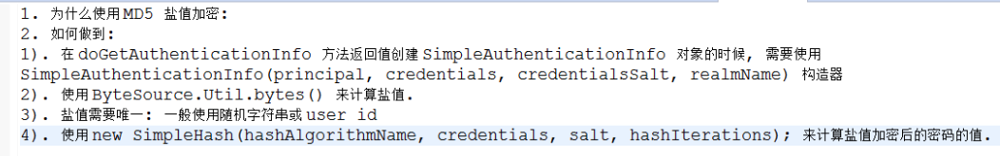 1. 为什么使用MD5 盐值加密:
2. 如何做到:
1). 在 doGetAuthenticationInfo 方法返回值创建 SimpleAuthenticationInfo 对象的时候, 需要使用
SimpleAuthenticationInfo(principal, credentials, credentialsSalt, realmName) 构造器
2). 使用ByteSource.Util.bytes() 来计算盐值.
3). 盐值需要唯一: 一般使用随机字符串或 user id
4). 使用 new SimpleHash(hashAlgorithmName, credentials, salt, hashIterations); 来计算盐值加密后的密码的值.